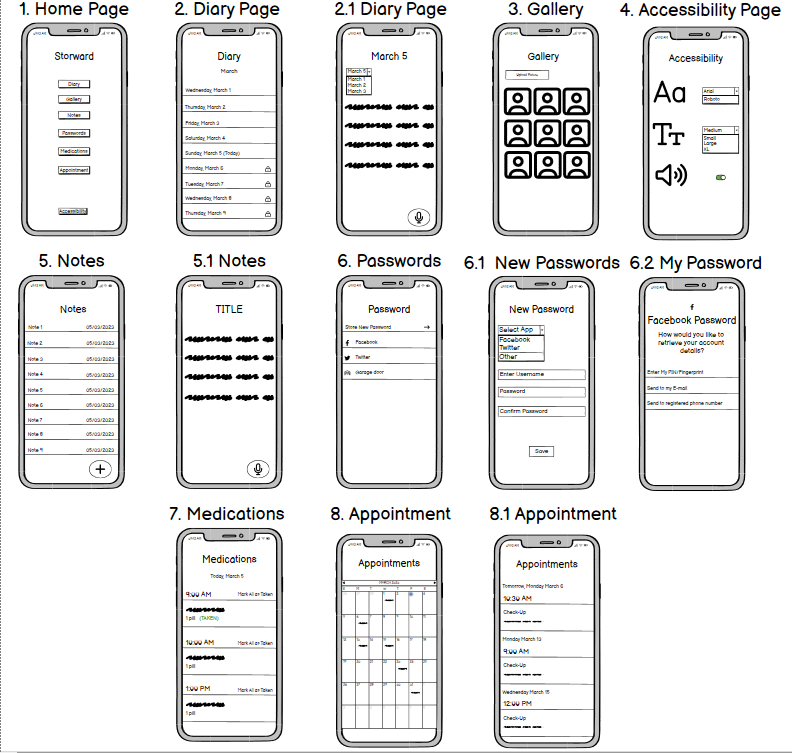 1. Home Page
Storward
Diary
Gallery
Notes
Passwords
Medications
Appointment
Accessibility
2. Diary Page
Diary
March
Wednesday, March 1
Thursday, March 2
Friday, March 3
Saturday, March 4
Sunday, March 5 (Today)
Monday, March 6
Tuesday, March 7
Wednesday, March 8
Thursday, March 9
2.1 Diary Page
March 5
March 5
March 1
March 2
March 3
3. Gallery
Gallery
4. Accessibility Page
Accessibility
Aa
Arial
Roboto
Tт
Medium
Small
Large
XL
5. Notes
Notes
Note 1 05/03/2023
Note 2 05/03/2023
Note 3 05/03/2023
Note 4 05/03/2023
Note 5 05/03/2023
Note 6 05/03/2023
Note 7 05/03/2023
Note 8 05/03/2023
Note 9 05/03/2023
5.1 Notes
TITLE
6. Passwords
Password
Store New Password
Facebook
Twitter
Garage door
6.1 New Passwords
New Password
Select App
Facebook
Twitter
Other
Enter Username
Password
Confirm Password
Save
6.2 My Password
Facebook Password
How would you like to
retrieve your account
details?
Enter My PIN/Fingerprint
Send to my E-mail
Send to registered phone number
7. Medications
Medications
Today, March 5
9:00 AM Mark All as Taken
1 pill (TAKEN)
10:00 AM Mark All as Taken
1 pill
1:00 PM Mark All as Taken
1 pill
8. Appointment
Appointments
8.1 Appointment
Appointments
Tomorrow, Monday March 6
10:30 AM
Check-Up
Monday March 13
9:00 AM
Check-Up
Wednesday March 15
12:00 PM
Check-Up